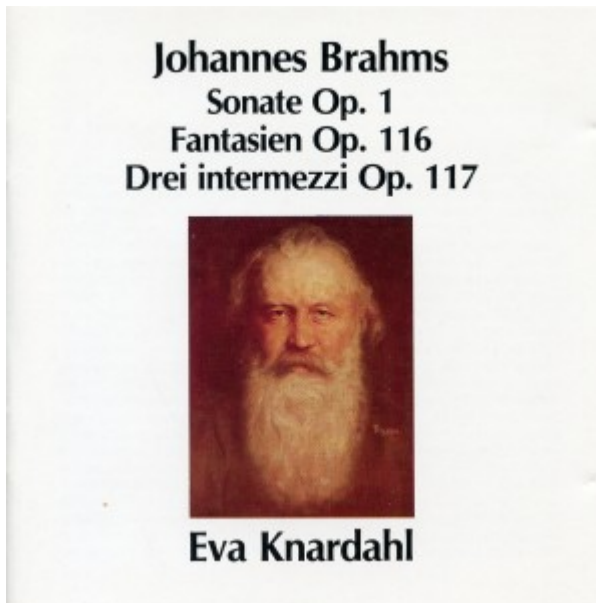 Johannes Brahms
Sonate Op. 1
Fantasien Op. 116
Drei intermezzi Op. 117
Eva Knardahl